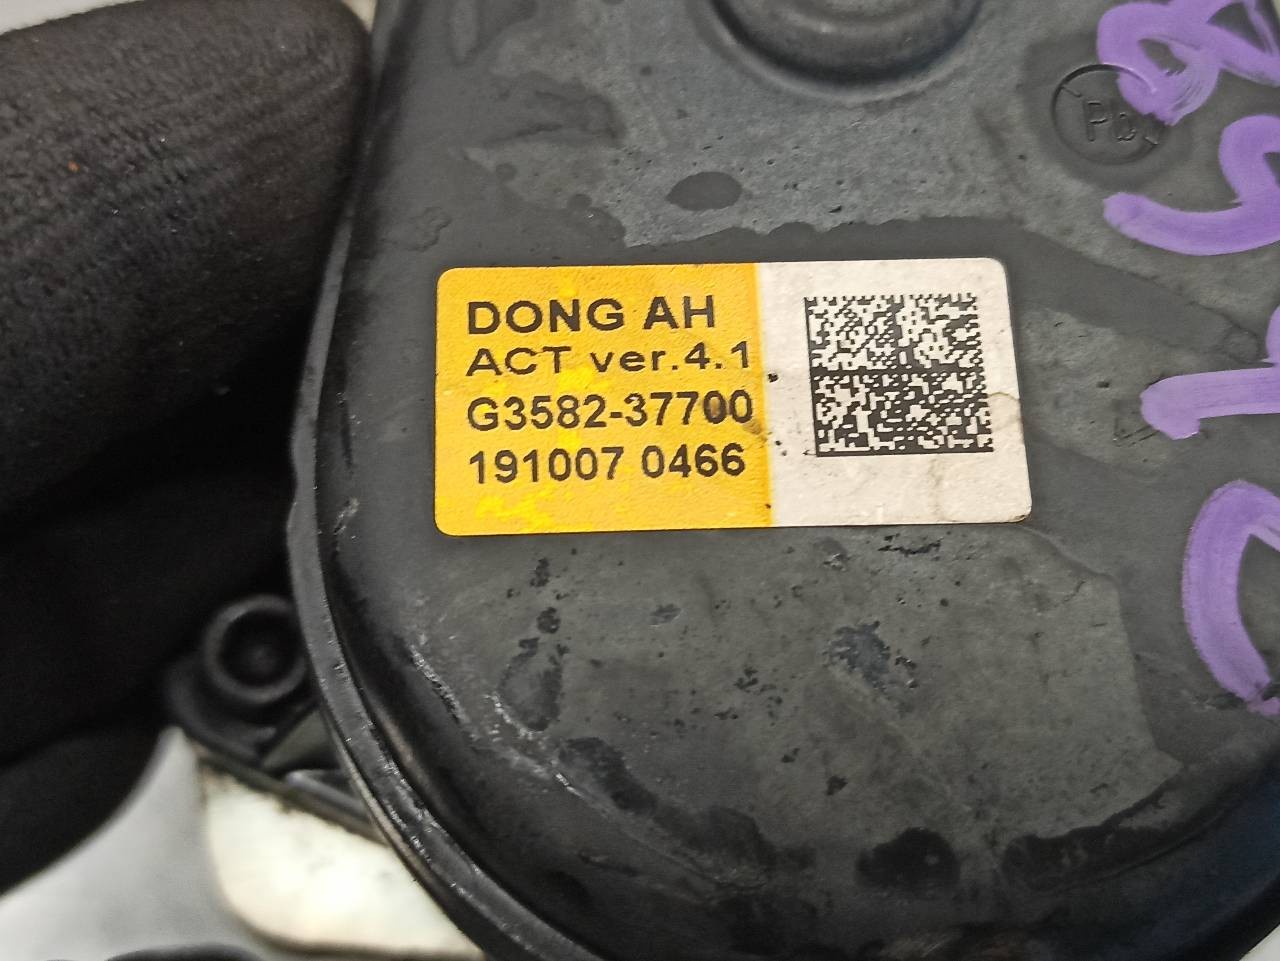 DONG AH
ACT ver.4.1
G3582-37700
191007 0466